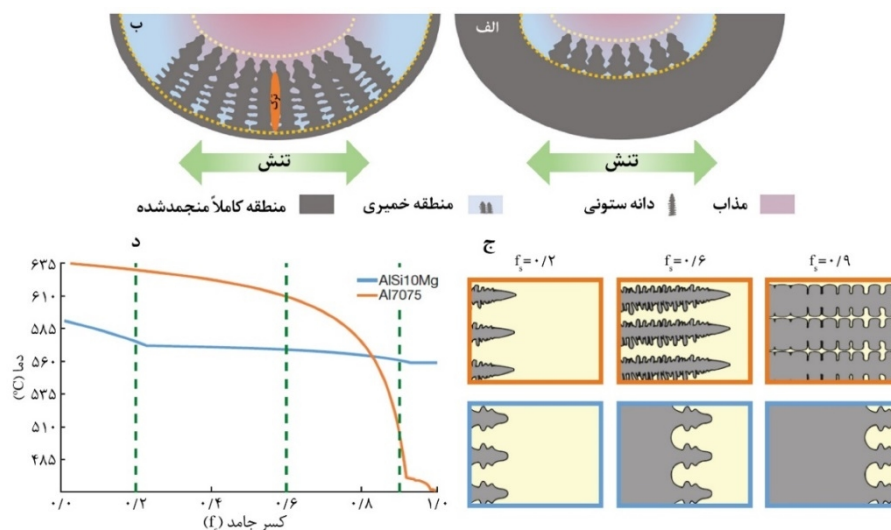 الف
ب
ترک
تنش
تنش
مذاب
دانه ستونی
منطقه خمیری
منطقه کاملاً منجمدشده
ج
fₛ=۰/۲
fₛ=۰/۶
fₛ=۰/۹
د
۶۳۵
۶۱۰
۵۸۵
۵۶۰
۵۳۵
۵۱۰
۴۸۵
دما (°C)
AlSi10Mg
Al7075
۰/۰ ۰/۲ ۰/۴ ۰/۶ ۰/۸ ۱/۰
کسر جامد (fₛ)